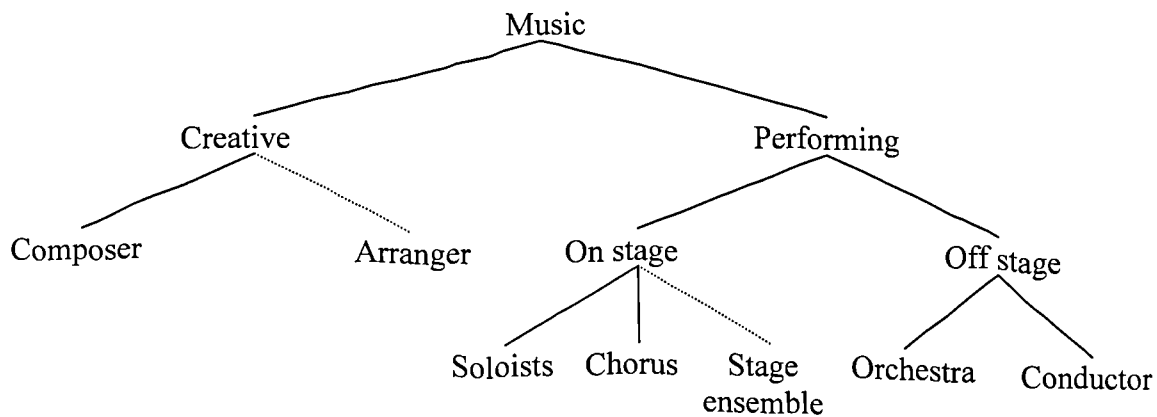 Music
Creative Performing
Composer Arranger On stage Off stage
Soloists Chorus Stage ensemble Orchestra Conductor